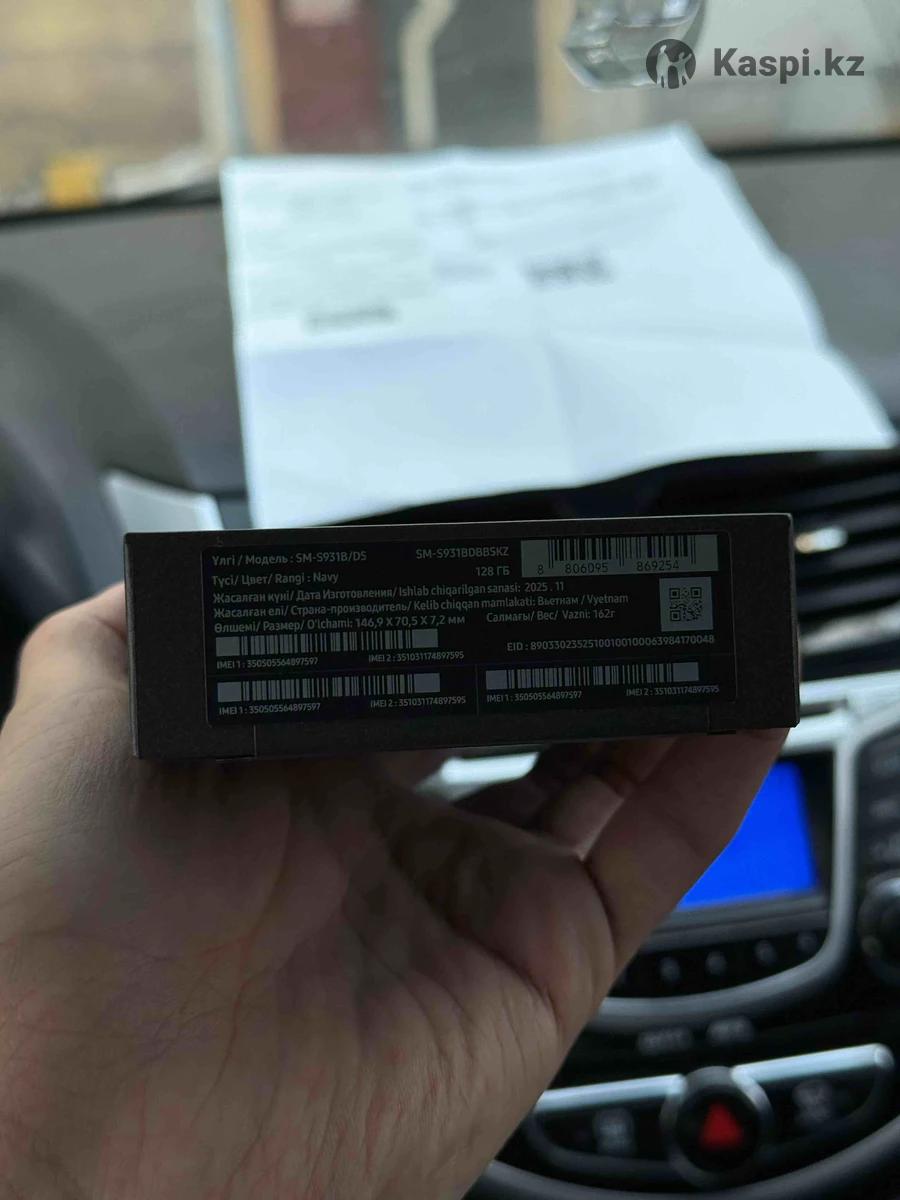 Kaspi.kz
Үлгі / Модель : SM-S931B/DS SM-S931BDBBSKZ
128 ГБ
8 806095 869254
Түсі/ Цвет/ Rangi : Navy
Жасалған күні/ Дата Изготовления/ Ishlab chiqarilgan sanasi: 2025 . 11
Жасалған елі/ Страна-производитель/ Kelib chiqqan mamlakati: Вьетнам / Vyetnam
Өлшемі/ Размер/ O'lchami: 146,9 X 70,5 X 7,2 мм Салмағы/ Вес/ Vazni: 162г
EID : 89033023525100100100063984170048
IMEI 1 : 350505564897597 IMEI 2 : 351031174897595
IMEI 1 : 350505564897597 IMEI 2 : 351031174897595
IMEI 1 : 350505564897597 IMEI 2 : 351031174897595